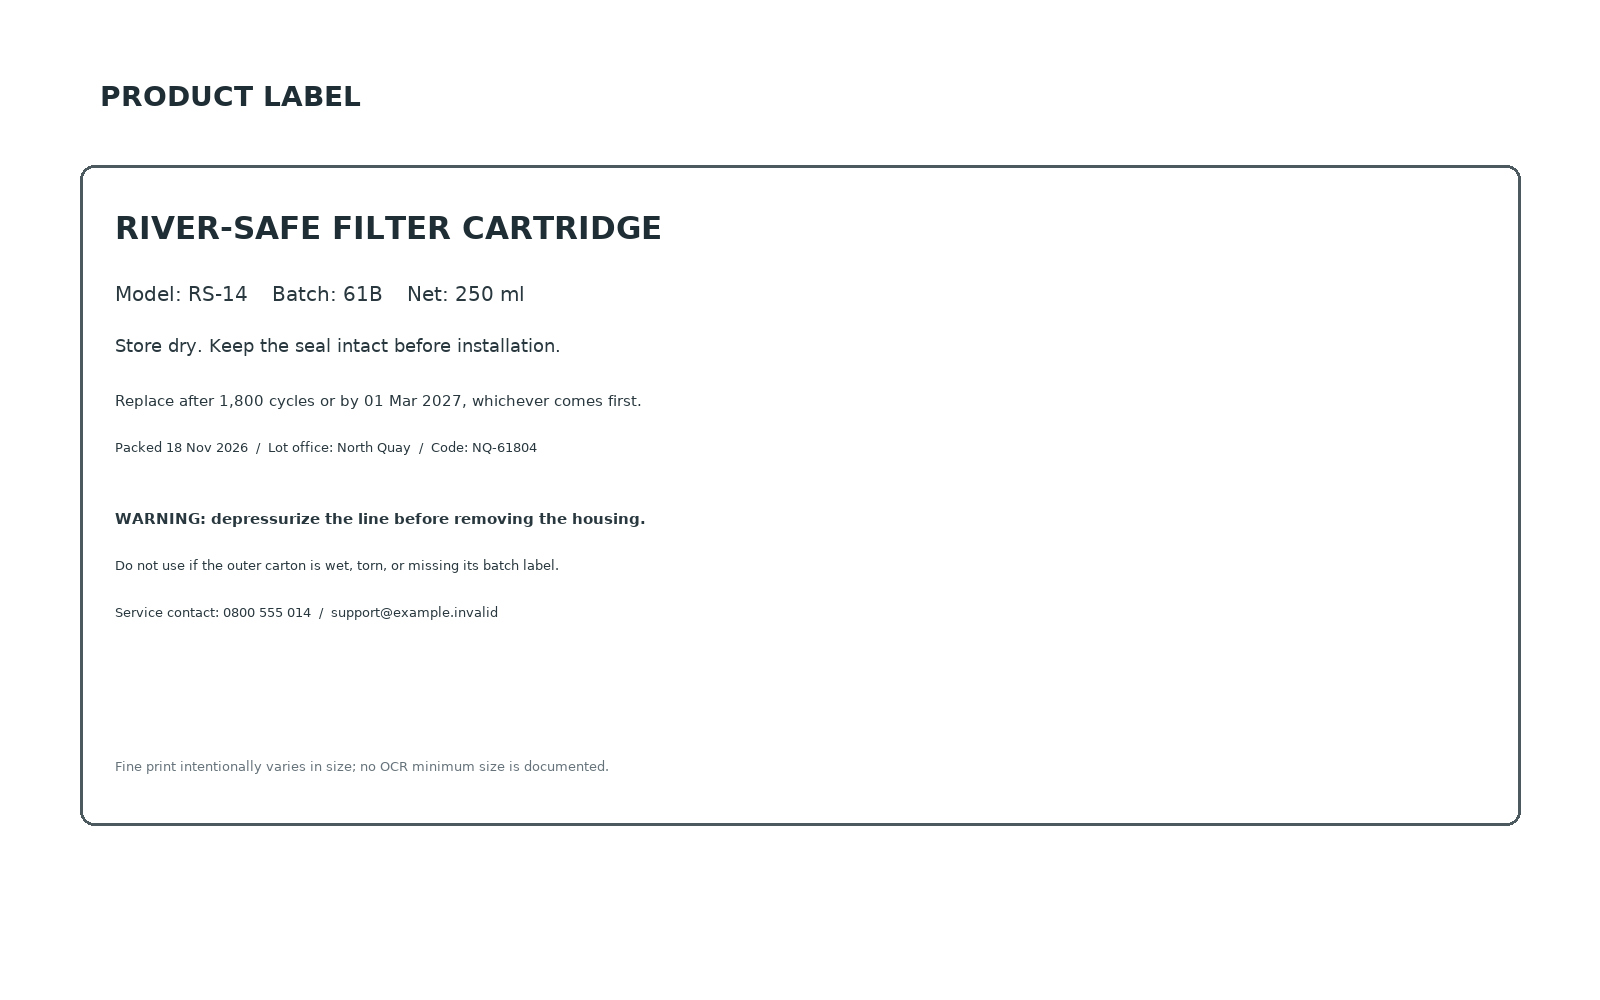 PRODUCT LABEL
RIVER-SAFE FILTER CARTRIDGE
Model: RS-14    Batch: 61B    Net: 250 ml
Store dry. Keep the seal intact before installation.
Replace after 1,800 cycles or by 01 Mar 2027, whichever comes first.
Packed 18 Nov 2026  /  Lot office: North Quay  /  Code: NQ-61804
WARNING: depressurize the line before removing the housing.
Do not use if the outer carton is wet, torn, or missing its batch label.
Service contact: 0800 555 014  /  support@example.invalid
Fine print intentionally varies in size; no OCR minimum size is documented.